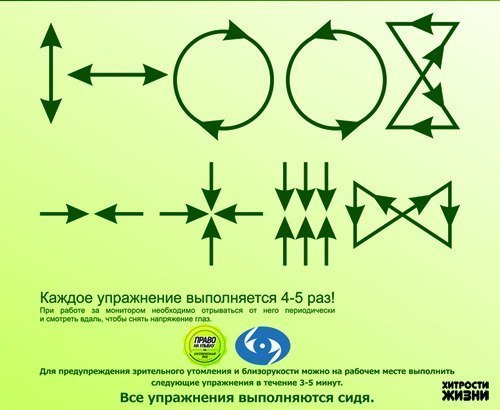 Каждое упражнение выполняется 4-5 раз!
При работе за монитором необходимо отрываться от него периодически
и смотреть вдаль, чтобы снять напряжение глаз.
ПРАВО
НА УЛЫБКУ
Для предупреждения зрительного утомления и близорукости можно на рабочем месте выполнить
следующие упражнения в течение 3-5 минут.
Все упражнения выполняются сидя.
ХИТРОСТИ
ЖИЗНИ